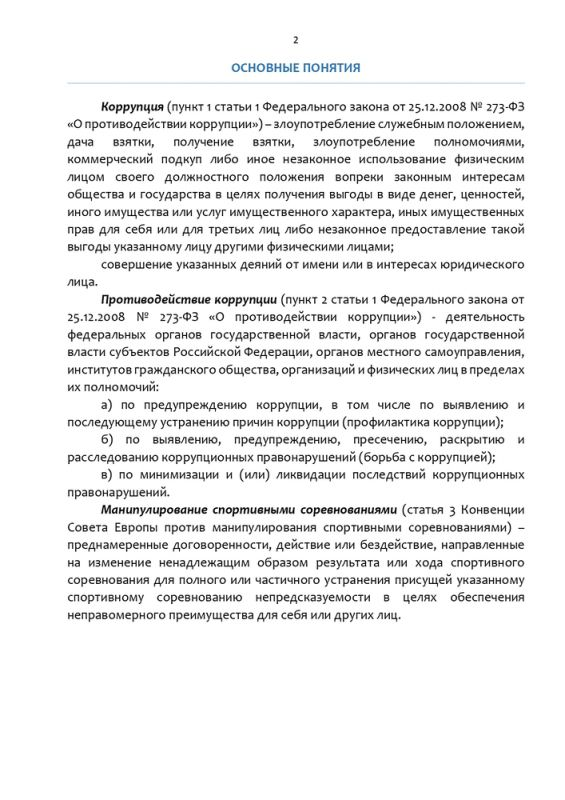 2
ОСНОВНЫЕ ПОНЯТИЯ
Коррупция (пункт 1 статьи 1 Федерального закона от 25.12.2008 № 273-ФЗ
«О противодействии коррупции») – злоупотребление служебным положением,
дача взятки, получение взятки, злоупотребление полномочиями,
коммерческий подкуп либо иное незаконное использование физическим
лицом своего должностного положения вопреки законным интересам
общества и государства в целях получения выгоды в виде денег, ценностей,
иного имущества или услуг имущественного характера, иных имущественных
прав для себя или для третьих лиц либо незаконное предоставление такой
выгоды указанному лицу другими физическими лицами;
совершение указанных деяний от имени или в интересах юридического
лица.
Противодействие коррупции (пункт 2 статьи 1 Федерального закона от
25.12.2008 № 273-ФЗ «О противодействии коррупции») - деятельность
федеральных органов государственной власти, органов государственной
власти субъектов Российской Федерации, органов местного самоуправления,
институтов гражданского общества, организаций и физических лиц в пределах
их полномочий:
а) по предупреждению коррупции, в том числе по выявлению и
последующему устранению причин коррупции (профилактика коррупции);
б) по выявлению, предупреждению, пресечению, раскрытию и
расследованию коррупционных правонарушений (борьба с коррупцией);
в) по минимизации и (или) ликвидации последствий коррупционных
правонарушений.
Манипулирование спортивными соревнованиями (статья 3 Конвенции
Совета Европы против манипулирования спортивными соревнованиями) –
преднамеренные договоренности, действие или бездействие, направленные
на изменение ненадлежащим образом результата или хода спортивного
соревнования для полного или частичного устранения присущей указанному
спортивному соревнованию непредсказуемости в целях обеспечения
неправомерного преимущества для себя или других лиц.